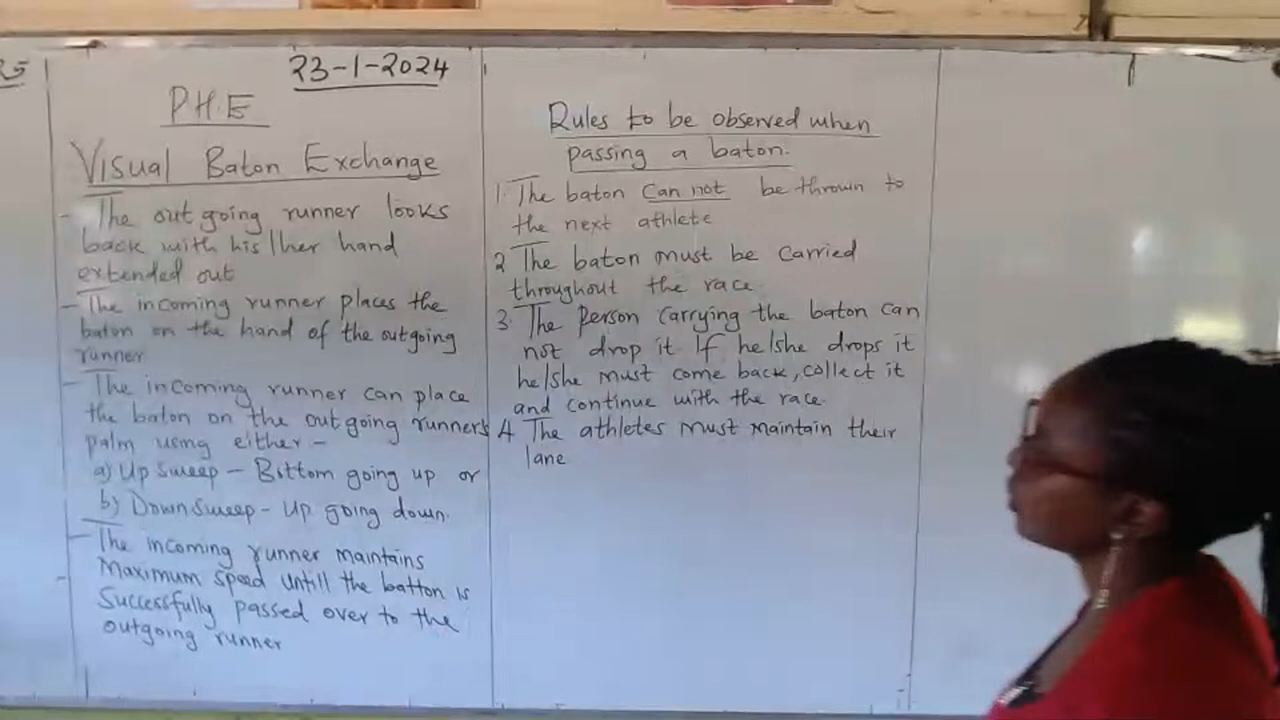 23-1-2024
P.H.E
Visual Baton Exchange
- The out going runner looks
back with his/her hand
extended out
- The incoming runner places the
baton on the hand of the outgoing
runner
- The incoming runner can place
the baton on the outgoing runners
palm using either -
a) Up Sweep - Bottom going up or
b) Down Sweep - Up going down.
- The incoming runner maintains
Maximum speed untill the batton is
Successfully passed over to the
outgoing runner
Rules to be observed when
passing a baton.
1. The baton can not be thrown to
the next athlete
2 The baton must be carried
throughout the race
3. The person carrying the baton can
not drop it If he/she drops it
he/she must come back, collect it
and continue with the race.
4 The athletes must maintain their
lane